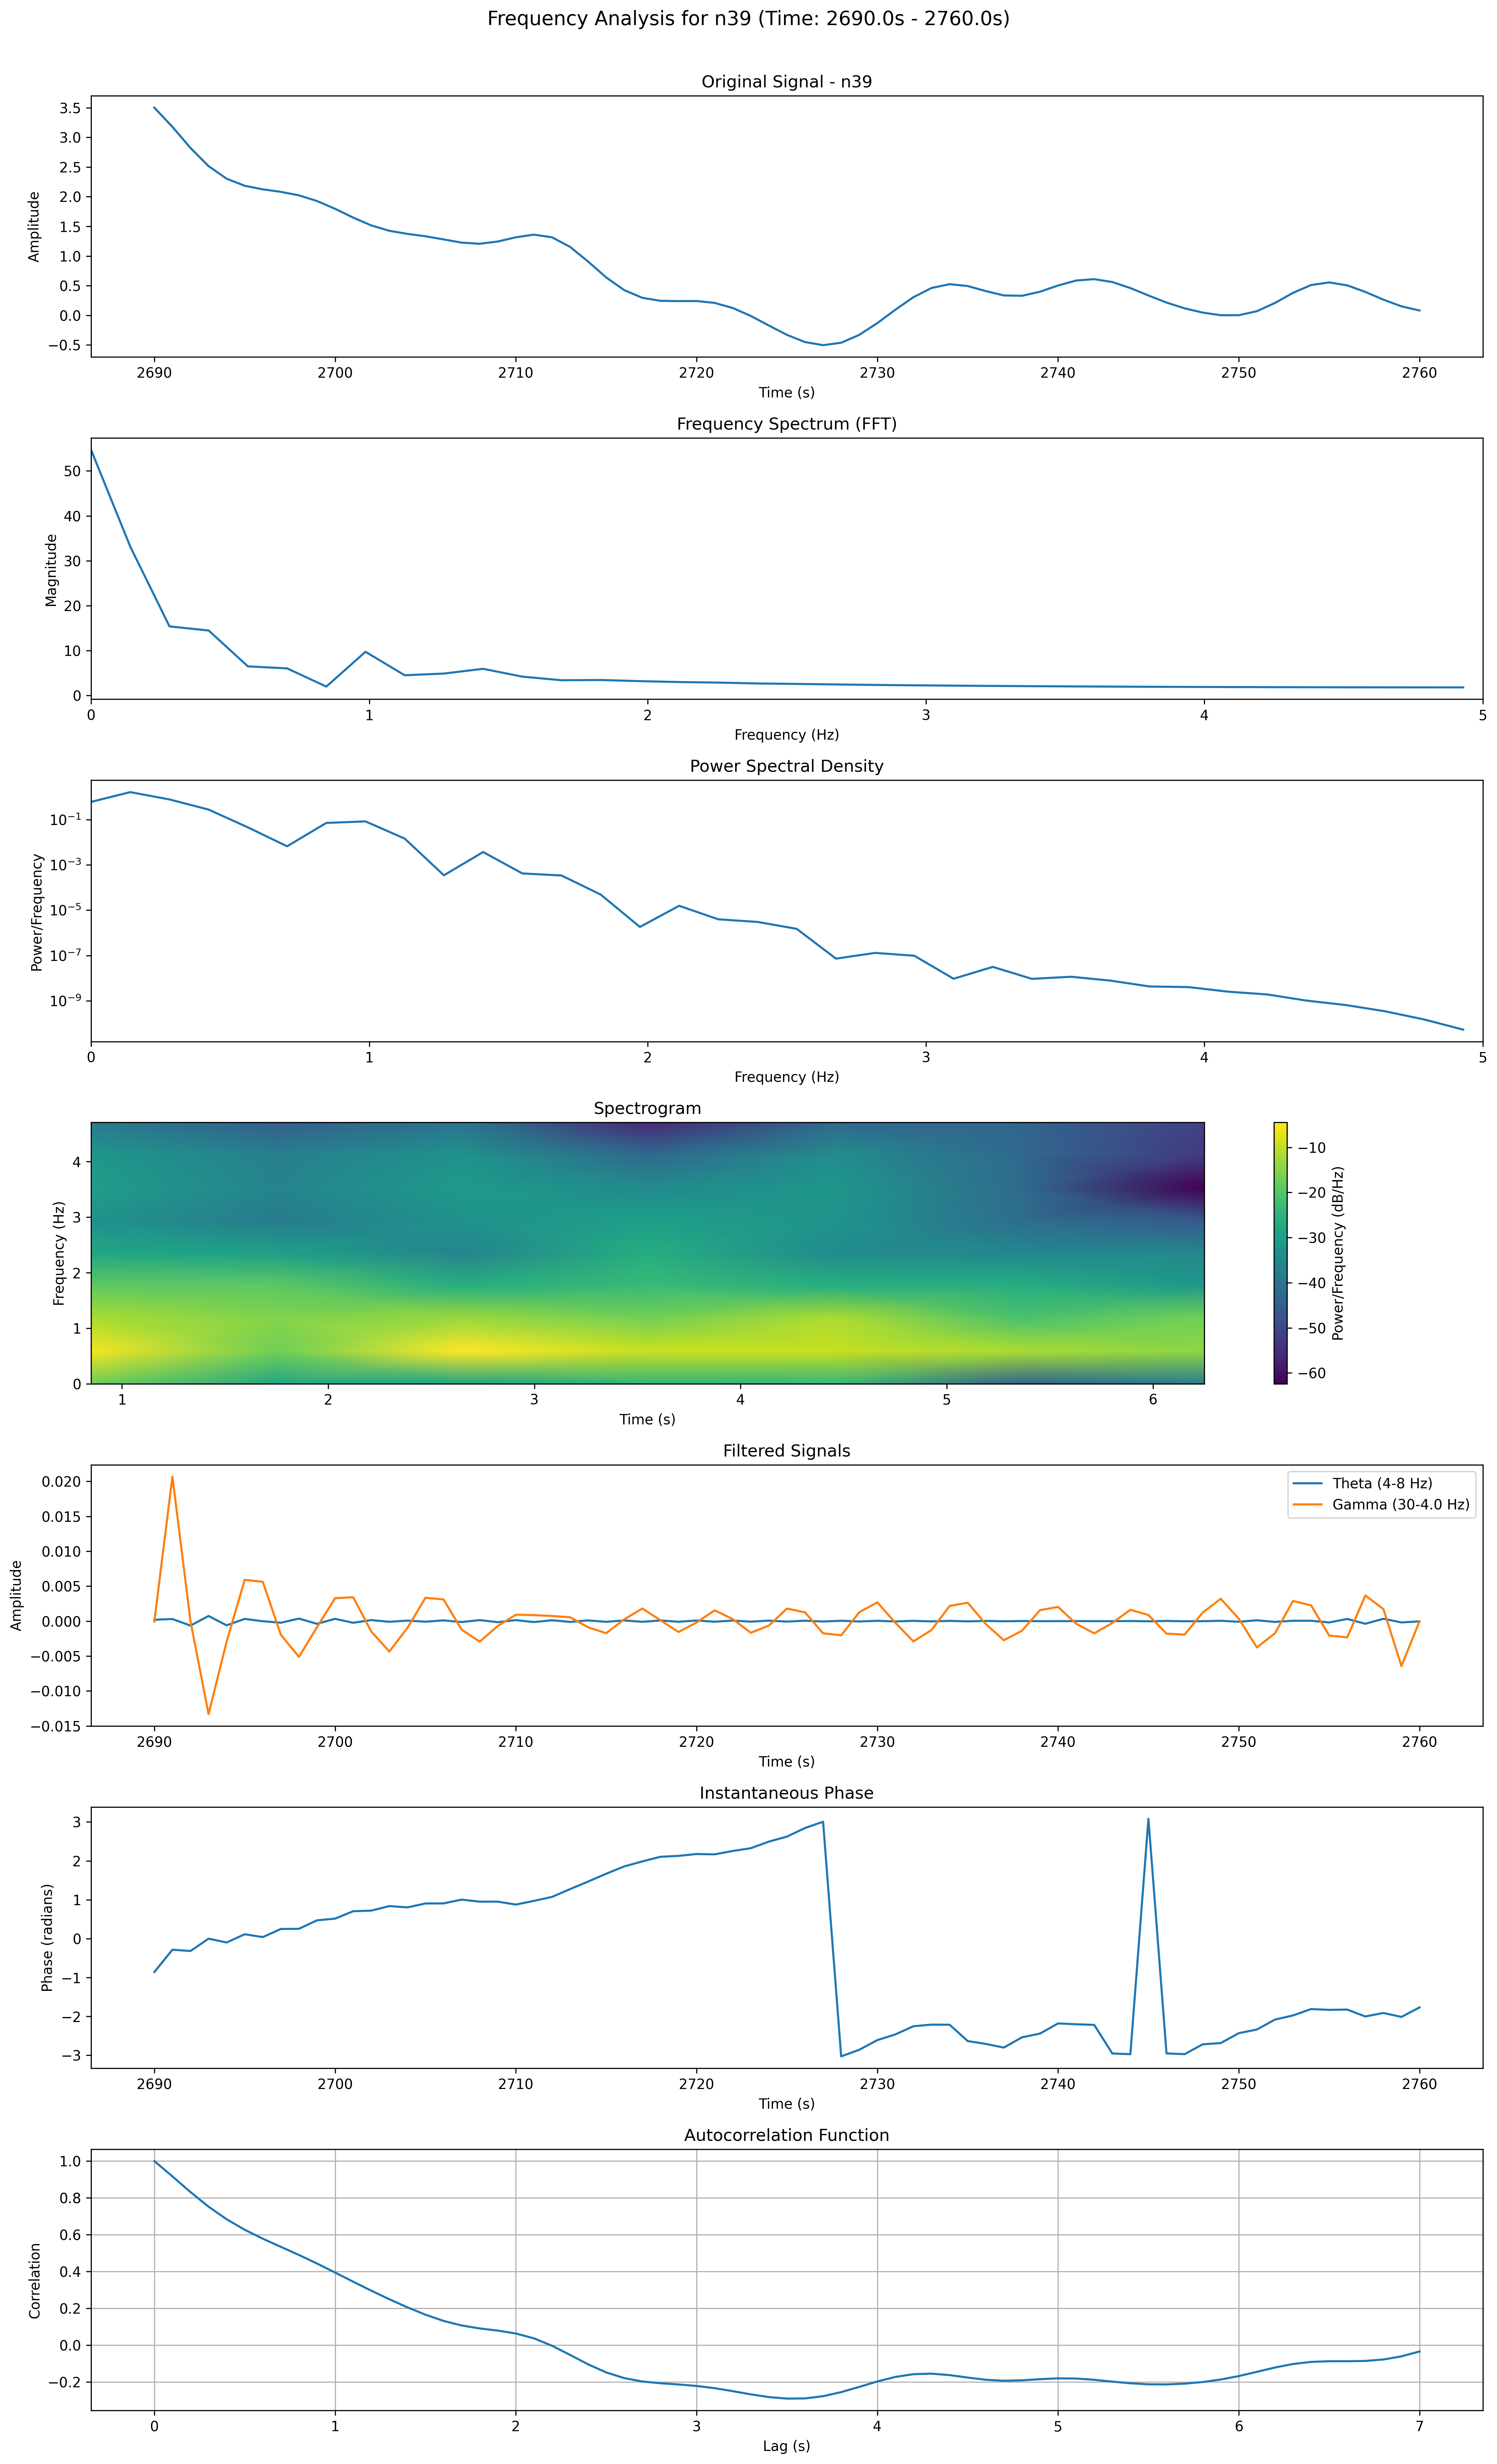 Frequency Analysis for n39 (Time: 2690.0s - 2760.0s)
Original Signal - n39
3.5
3.0
2.5
2.0
1.5
1.0
0.5
0.0
−0.5
Amplitude
2690 2700 2710 2720 2730 2740 2750 2760
Time (s)
Frequency Spectrum (FFT)
50
40
30
20
10
0
Magnitude
0 1 2 3 4 5
Frequency (Hz)
Power Spectral Density
10⁻¹
10⁻³
10⁻⁵
10⁻⁷
10⁻⁹
Power/Frequency
0 1 2 3 4 5
Frequency (Hz)
Spectrogram
4
3
2
1
0
Frequency (Hz)
1 2 3 4 5 6
Time (s)
−10
−20
−30
−40
−50
−60
Power/Frequency (dB/Hz)
Filtered Signals
Theta (4-8 Hz)
Gamma (30-4.0 Hz)
0.020
0.015
0.010
0.005
0.000
−0.005
−0.010
−0.015
Amplitude
2690 2700 2710 2720 2730 2740 2750 2760
Time (s)
Instantaneous Phase
3
2
1
0
−1
−2
−3
Phase (radians)
2690 2700 2710 2720 2730 2740 2750 2760
Time (s)
Autocorrelation Function
1.0
0.8
0.6
0.4
0.2
0.0
−0.2
Correlation
0 1 2 3 4 5 6 7
Lag (s)